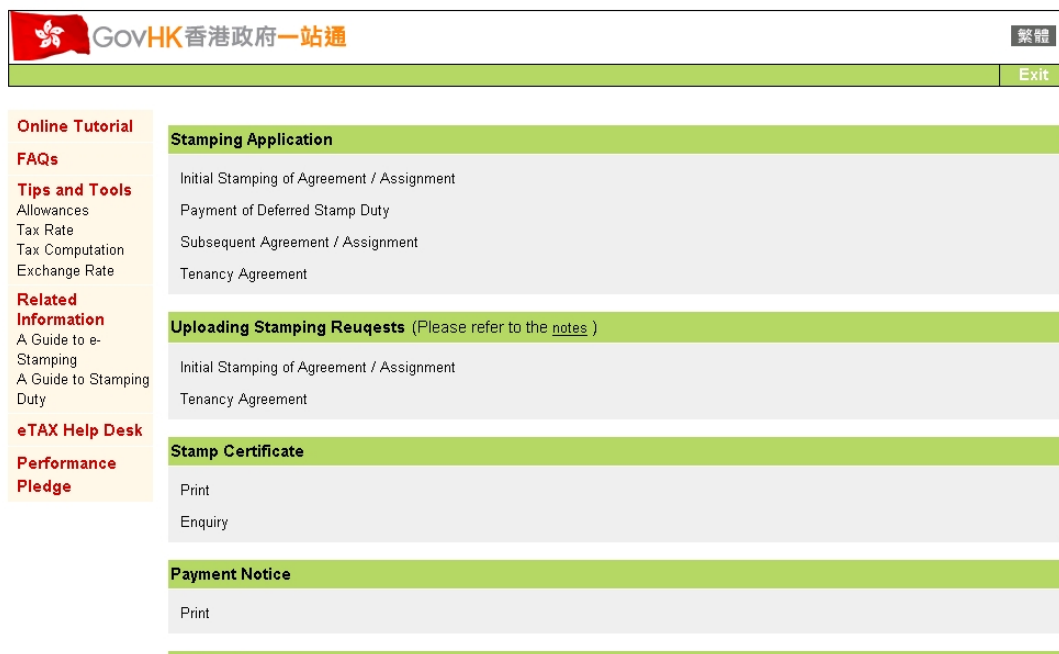 GovHK香港政府一站通
繁體
Exit
Online Tutorial
FAQs
Tips and Tools
Allowances
Tax Rate
Tax Computation
Exchange Rate
Related
Information
A Guide to e-
Stamping
A Guide to Stamping
Duty
eTAX Help Desk
Performance
Pledge
Stamping Application
Initial Stamping of Agreement / Assignment
Payment of Deferred Stamp Duty
Subsequent Agreement / Assignment
Tenancy Agreement
Uploading Stamping Reuqests (Please refer to the notes )
Initial Stamping of Agreement / Assignment
Tenancy Agreement
Stamp Certificate
Print
Enquiry
Payment Notice
Print